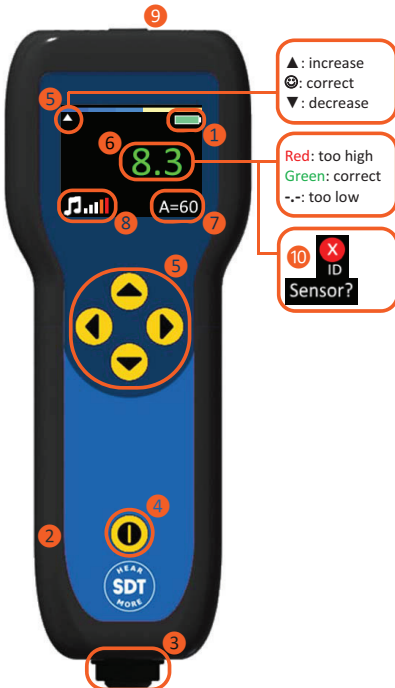 9
▲: increase
☺: correct
▼: decrease
5
1
6
8.3
Red: too high
Green: correct
-.-: too low
A=60
8
7
10
X
ID
Sensor?
5
4
2
HEAR
SDT
MORE
3